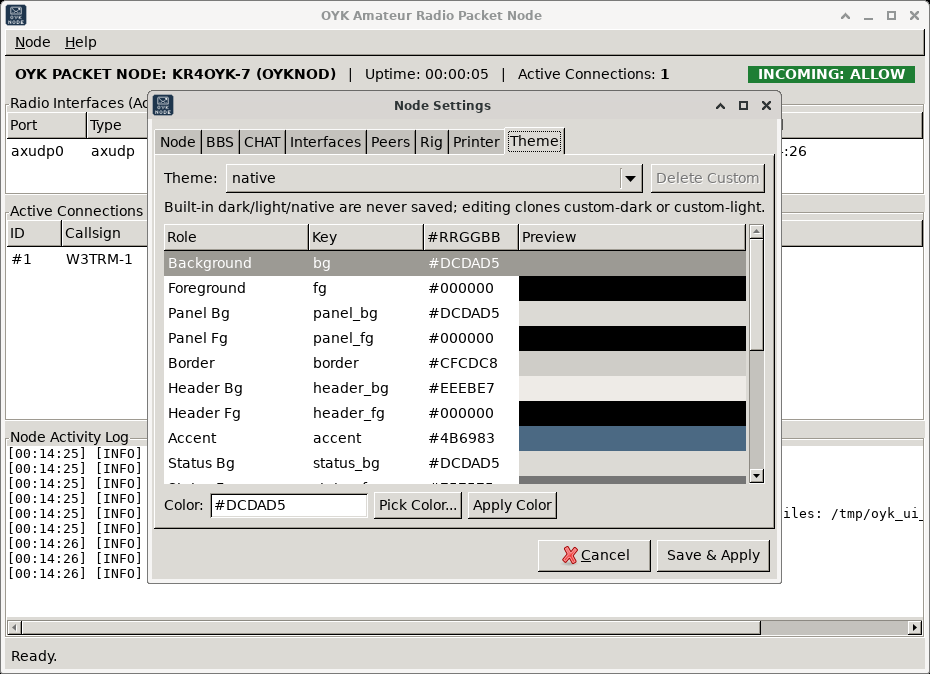 OYK Amateur Radio Packet Node
Node Help
OYK PACKET NODE: KR4OYK-7 (OYKNOD) | Uptime: 00:00:05 | Active Connections: 1 INCOMING: ALLOW
Radio Interfaces (Ac
Port Type
axudp0 axudp :26
Active Connections
ID Callsign
#1 W3TRM-1
Node Activity Log
[00:14:25] [INFO]
[00:14:25] [INFO]
[00:14:25] [INFO]
[00:14:25] [INFO]
[00:14:25] [INFO] iles: /tmp/oyk_ui_
[00:14:25] [INFO]
[00:14:26] [INFO]
[00:14:26] [INFO]
[00:14:26] [INFO]
Ready.
Node Settings
Node BBS CHAT Interfaces Peers Rig Printer Theme
Theme: native Delete Custom
Built-in dark/light/native are never saved; editing clones custom-dark or custom-light.
Role Key #RRGGBB Preview
Background bg #DCDAD5
Foreground fg #000000
Panel Bg panel_bg #DCDAD5
Panel Fg panel_fg #000000
Border border #CFCDC8
Header Bg header_bg #EEEBE7
Header Fg header_fg #000000
Accent accent #4B6983
Status Bg status_bg #DCDAD5
Color: #DCDAD5 Pick Color... Apply Color
Cancel Save & Apply